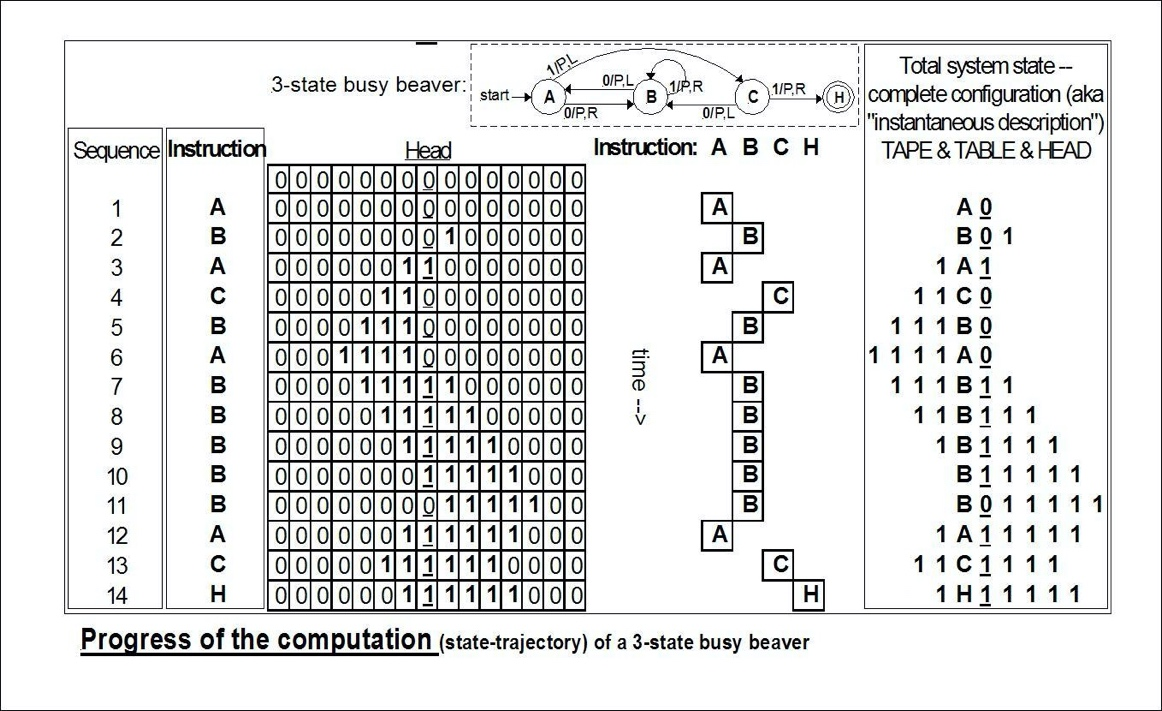 3-state busy beaver:
start
1/P,L
0/P,L
1/P,R
1/P,R
A
B
C
H
0/P,R
0/P,L
Total system state --
complete configuration (aka
"instantaneous description")
TAPE & TABLE & HEAD
Sequence Instruction Head Instruction: A B C H
0 0 0 0 0 0 0 0 0 0 0 0 0 0 0
1 A 0 0 0 0 0 0 0 0 0 0 0 0 0 0 0 A A 0
2 B 0 0 0 0 0 0 0 0 1 0 0 0 0 0 0 B B 0 1
3 A 0 0 0 0 0 0 1 1 0 0 0 0 0 0 0 A 1 A 1
4 C 0 0 0 0 0 1 1 0 0 0 0 0 0 0 0 C 1 1 C 0
5 B 0 0 0 0 1 1 1 0 0 0 0 0 0 0 0 B 1 1 1 B 0
6 A 0 0 0 1 1 1 1 0 0 0 0 0 0 0 0 A 1 1 1 1 A 0
7 B 0 0 0 0 1 1 1 1 1 0 0 0 0 0 0 B 1 1 1 B 1 1
8 B 0 0 0 0 0 1 1 1 1 1 0 0 0 0 0 B 1 1 B 1 1 1
9 B 0 0 0 0 0 0 1 1 1 1 1 0 0 0 0 B 1 B 1 1 1 1
10 B 0 0 0 0 0 0 0 1 1 1 1 1 0 0 0 B B 1 1 1 1 1
11 B 0 0 0 0 0 0 0 0 1 1 1 1 1 0 0 B B 0 1 1 1 1 1
12 A 0 0 0 0 0 0 1 1 1 1 1 1 0 0 0 A 1 A 1 1 1 1 1
13 C 0 0 0 0 0 1 1 1 1 1 1 0 0 0 0 C 1 1 C 1 1 1 1
14 H 0 0 0 0 0 0 1 1 1 1 1 1 0 0 0 H 1 H 1 1 1 1 1
time -->
Progress of the computation (state-trajectory) of a 3-state busy beaver